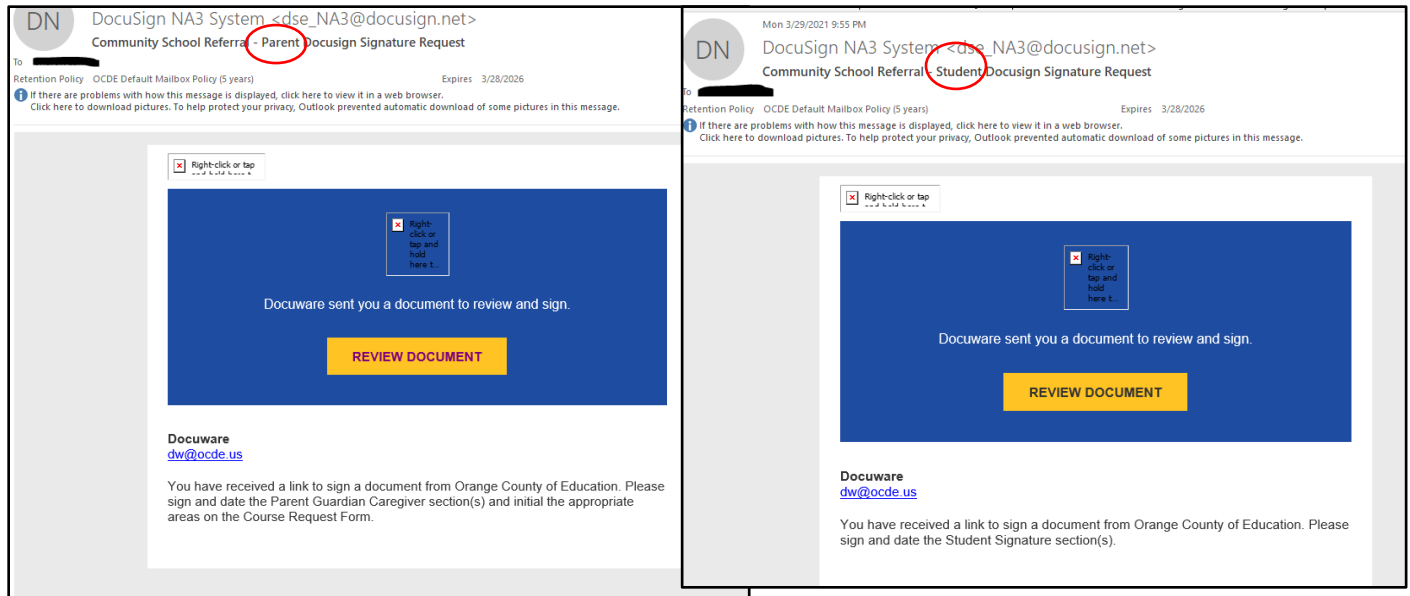 DN
DocuSign NA3 System <dse_NA3@docusign.net>
Community School Referral - Parent Docusign Signature Request
To
Retention Policy OCDE Default Mailbox Policy (5 years) Expires 3/28/2026
If there are problems with how this message is displayed, click here to view it in a web browser.
Click here to download pictures. To help protect your privacy, Outlook prevented automatic download of some pictures in this message.
Right-click or tap
and hold here t
Right-
click or
tap and
hold
here t...
Docuware sent you a document to review and sign.
REVIEW DOCUMENT
Docuware
dw@ocde.us
You have received a link to sign a document from Orange County of Education. Please
sign and date the Parent Guardian Caregiver section(s) and initial the appropriate
areas on the Course Request Form.
Mon 3/29/2021 9:55 PM
DN
DocuSign NA3 System <dse_NA3@docusign.net>
Community School Referral - Student Docusign Signature Request
To
Retention Policy OCDE Default Mailbox Policy (5 years) Expires 3/28/2026
If there are problems with how this message is displayed, click here to view it in a web browser.
Click here to download pictures. To help protect your privacy, Outlook prevented automatic download of some pictures in this message.
Right-click or tap
and hold here t
Right-
click or
tap and
hold
here t...
Docuware sent you a document to review and sign.
REVIEW DOCUMENT
Docuware
dw@ocde.us
You have received a link to sign a document from Orange County of Education. Please
sign and date the Student Signature section(s).